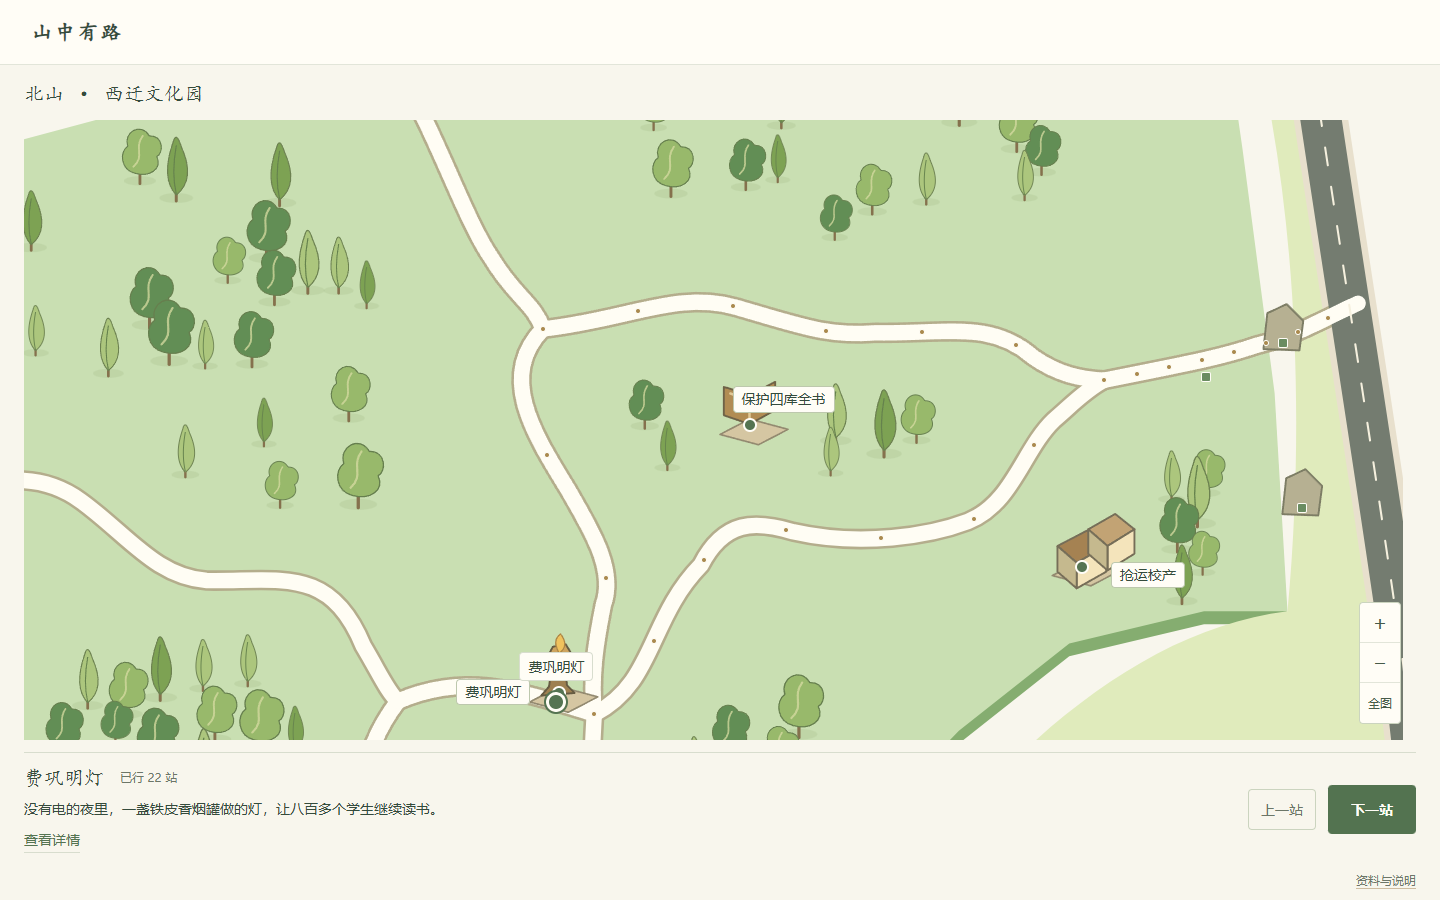 山中有路
北山 • 西迁文化园
保护四库全书
抢运校产
费巩明灯
费巩明灯
+
−
全图
费巩明灯 已行 22 站
没有电的夜里，一盏铁皮香烟罐做的灯，让八百多个学生继续读书。
查看详情
上一站
下一站
资料与说明